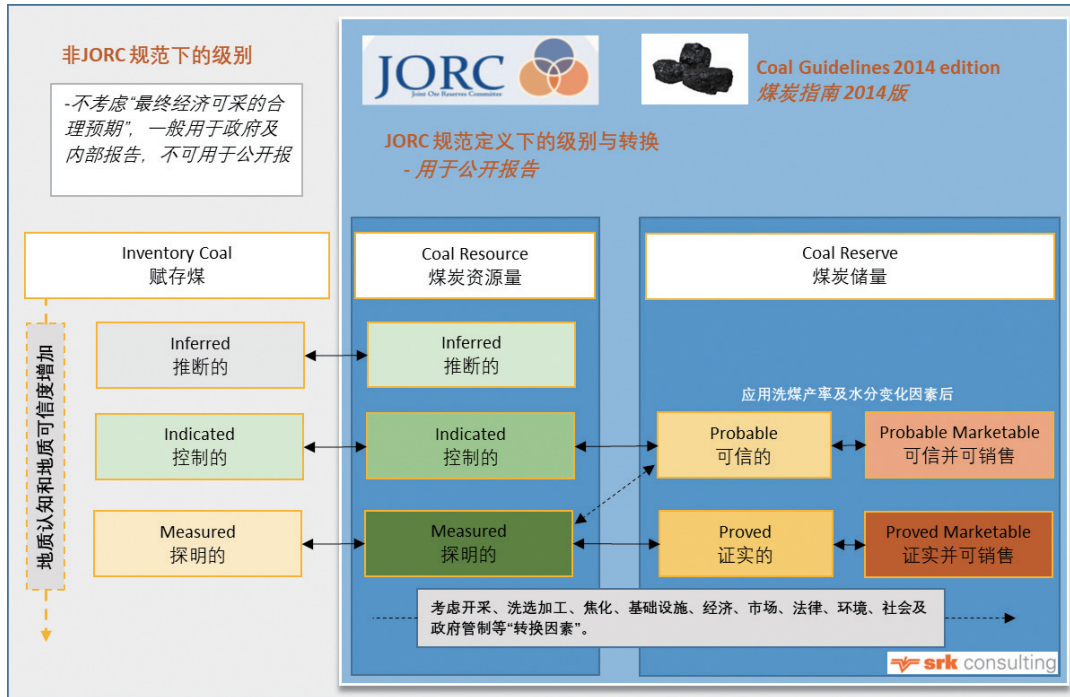 非JORC 规范下的级别
-不考虑“最终经济可采的合
理预期”，一般用于政府及
内部报告，不可用于公开报
JORC
Joint Ore Reserves Committee
Coal Guidelines 2014 edition
煤炭指南 2014版
JORC 规范定义下的级别与转换
- 用于公开报告
Inventory Coal
赋存煤
Coal Resource
煤炭资源量
Coal Reserve
煤炭储量
地质认知和地质可信度增加
Inferred
推断的
Inferred
推断的
应用洗煤产率及水分变化因素后
Indicated
控制的
Indicated
控制的
Probable
可信的
Probable Marketable
可信并可销售
Measured
探明的
Measured
探明的
Proved
证实的
Proved Marketable
证实并可销售
考虑开采、洗选加工、焦化、基础设施、经济、市场、法律、环境、社会及
政府管制等“转换因素”。
srk consulting